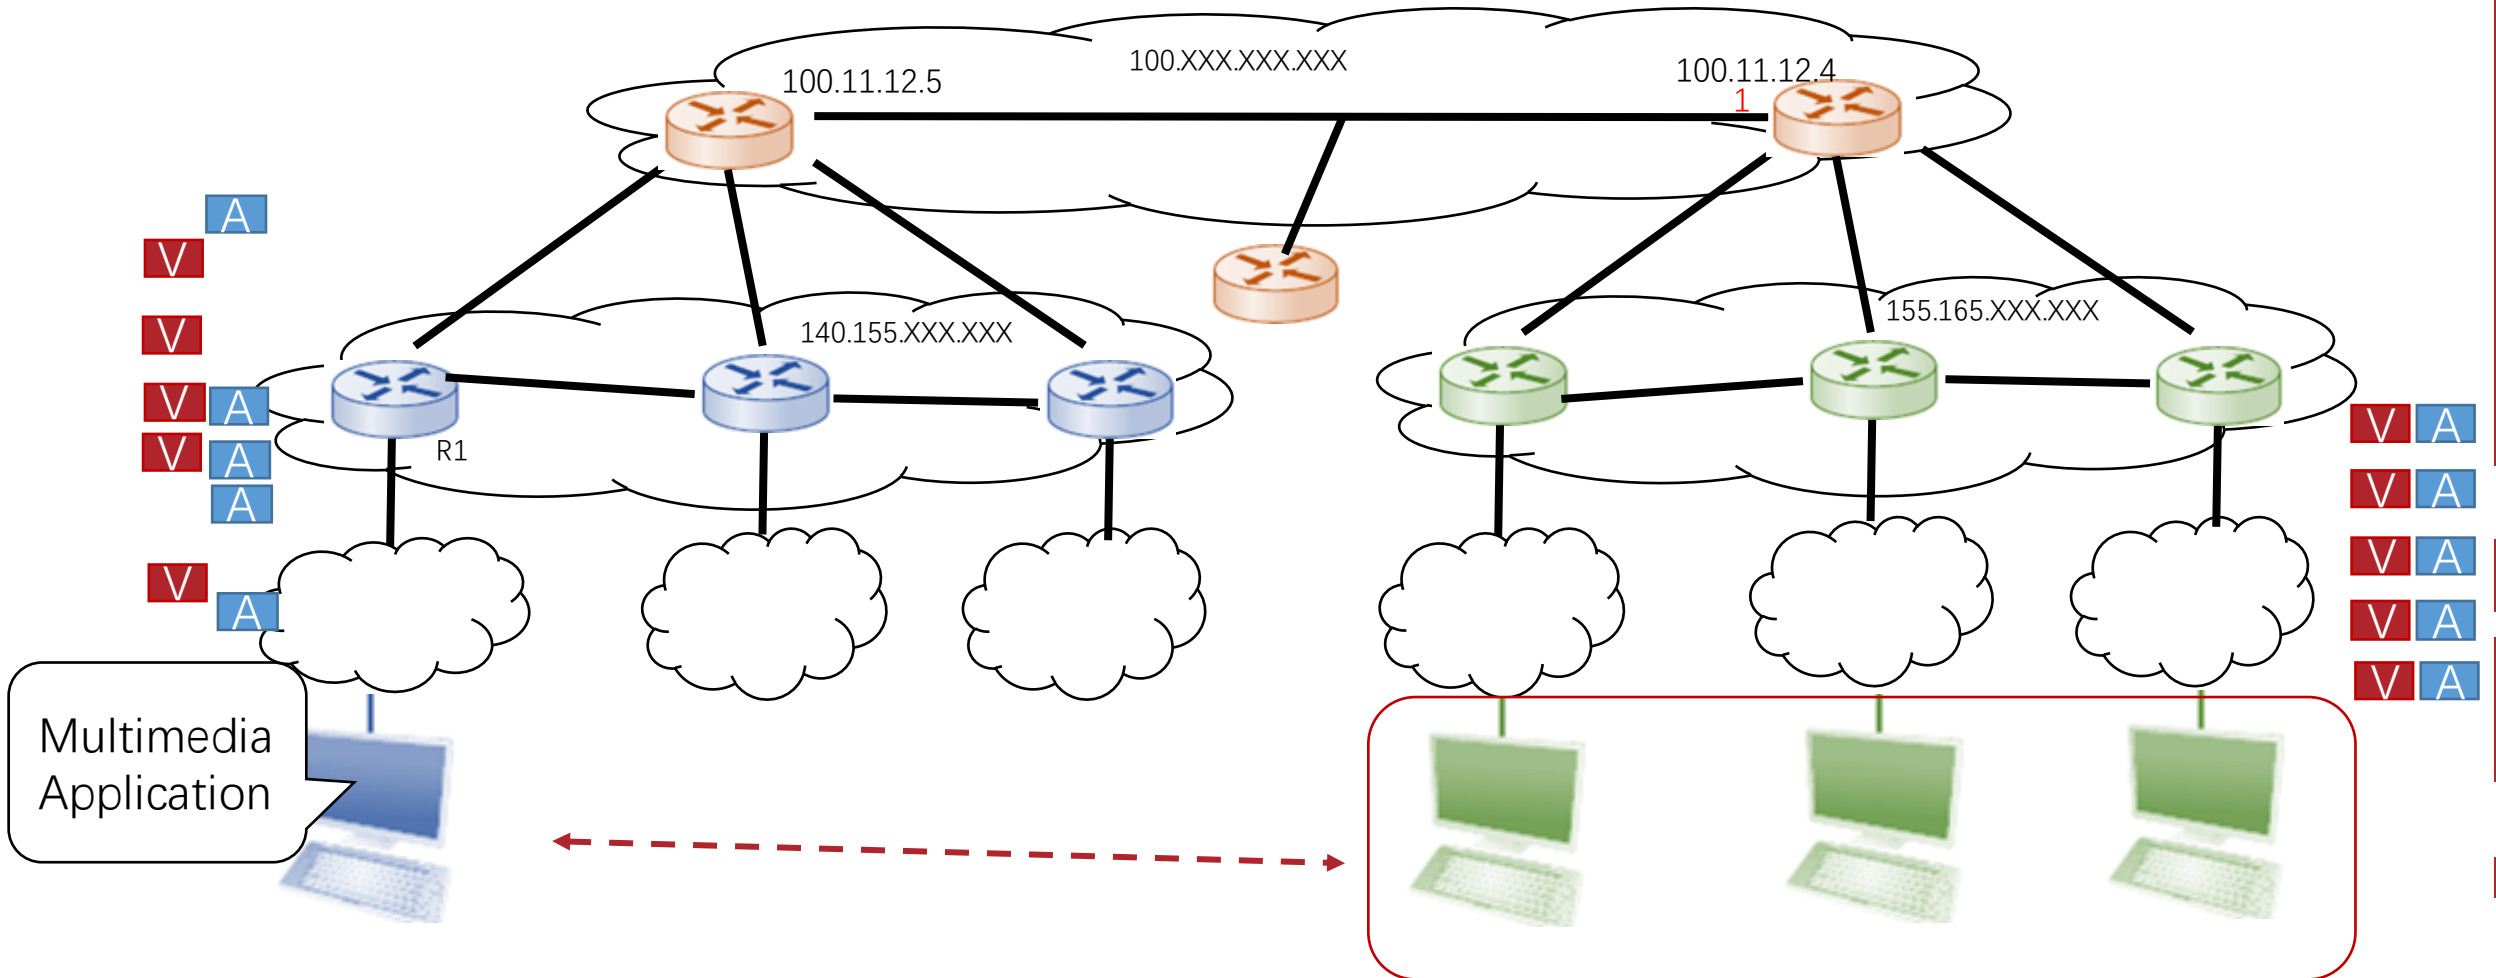 100.XXX.XXX.XXX
100.11.12.5
100.11.12.4
1
A
V
V
140.155.XXX.XXX
155.165.XXX.XXX
V A
V A
R1
A
V
A
V A
V A
V A
V A
V A
Multimedia
Application